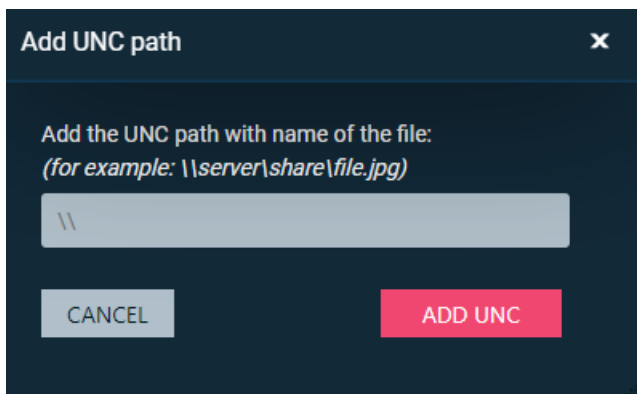 Add UNC path
×
Add the UNC path with name of the file:
(for example: \\server\share\file.jpg)
\\
CANCEL
ADD UNC